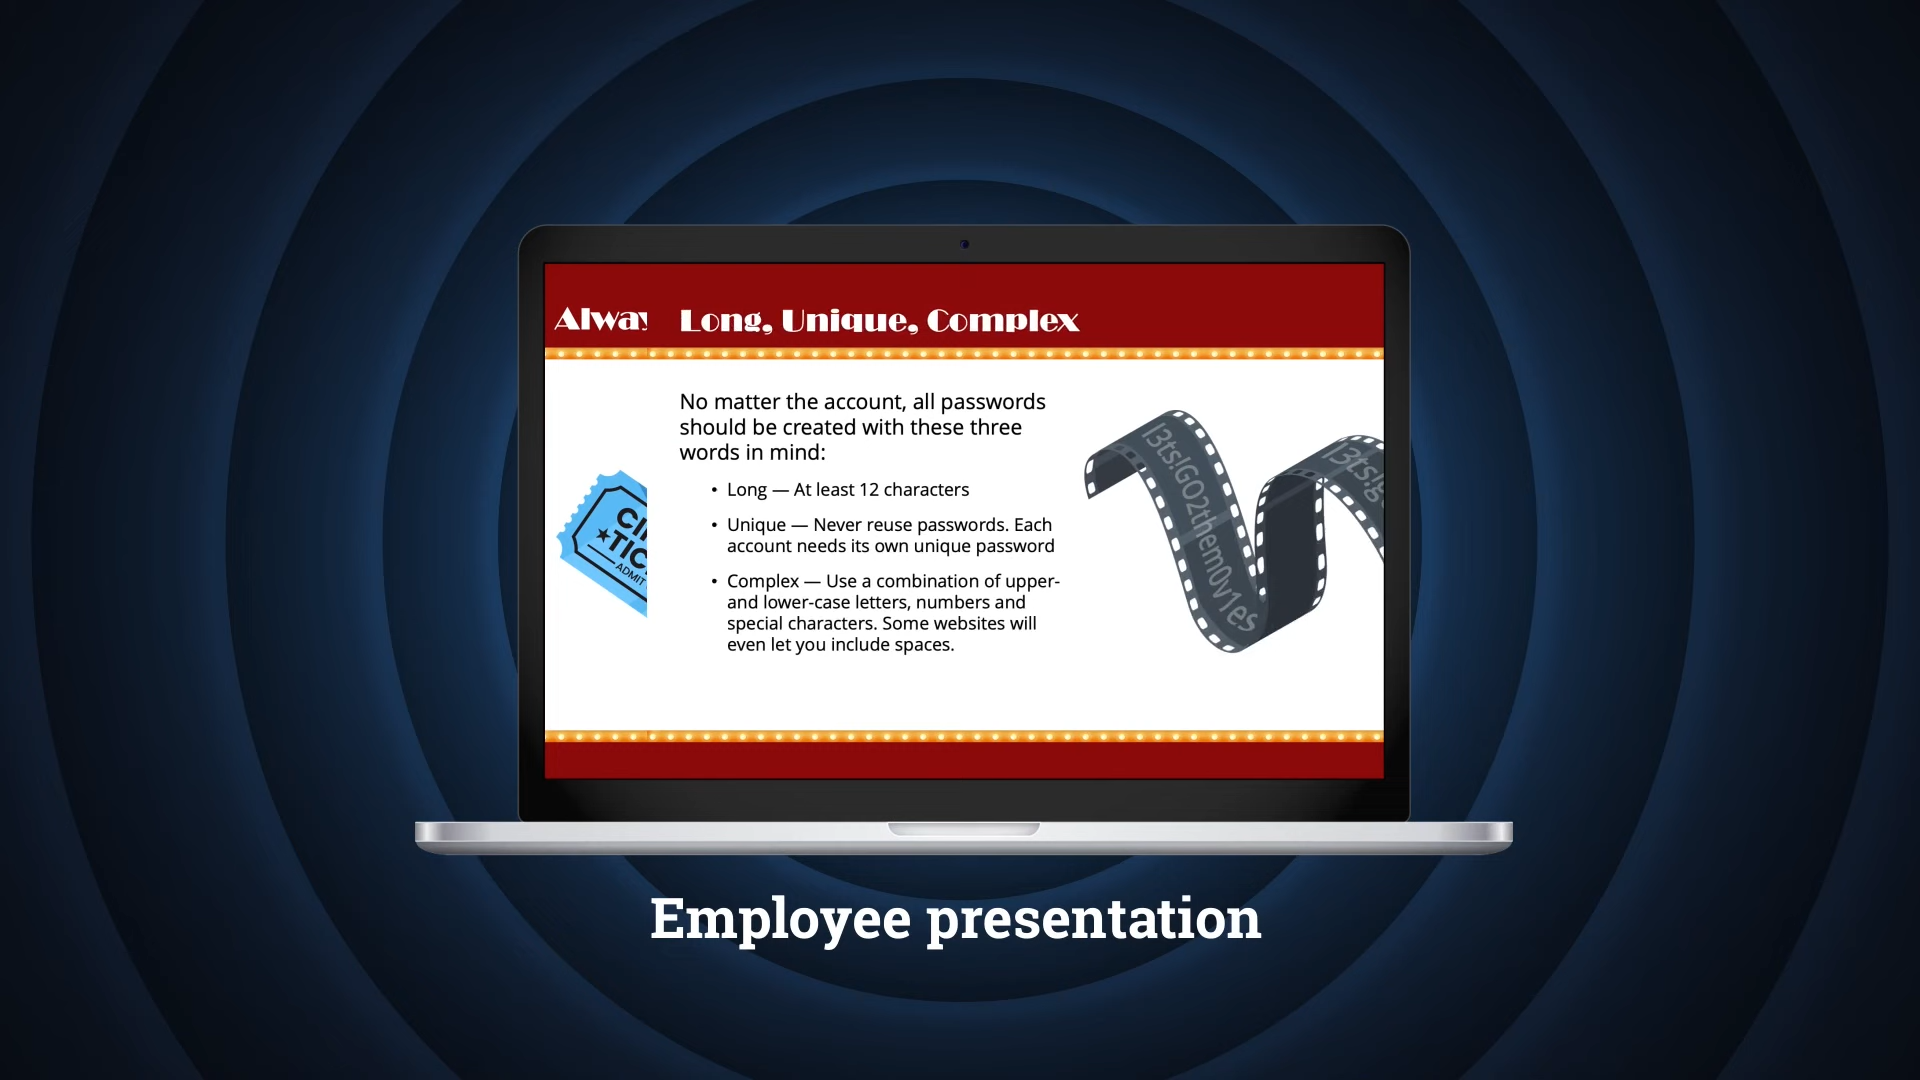 Long, Unique, Complex
No matter the account, all passwords
should be created with these three
words in mind:
• Long — At least 12 characters
• Unique — Never reuse passwords. Each
account needs its own unique password
• Complex — Use a combination of upper-
and lower-case letters, numbers and
special characters. Some websites will
even let you include spaces.
l3ts!GO2them0v1es
ADMIT
Employee presentation